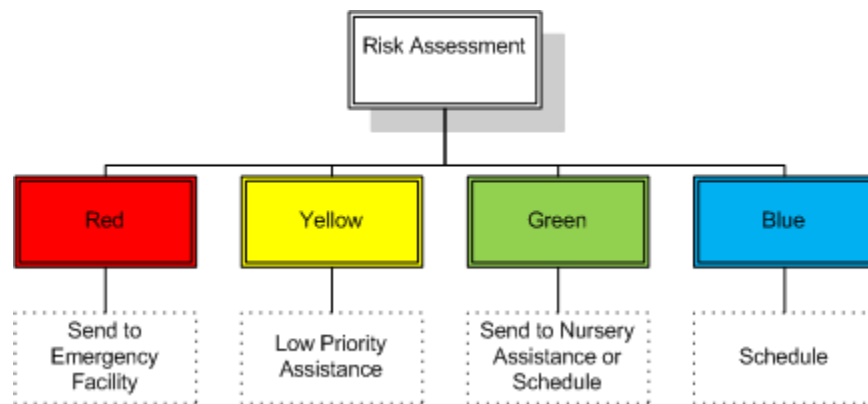 Risk Assessment
Red
Yellow
Green
Blue
Send to
Emergency
Facility
Low Priority
Assistance
Send to Nursery
Assistance or
Schedule
Schedule